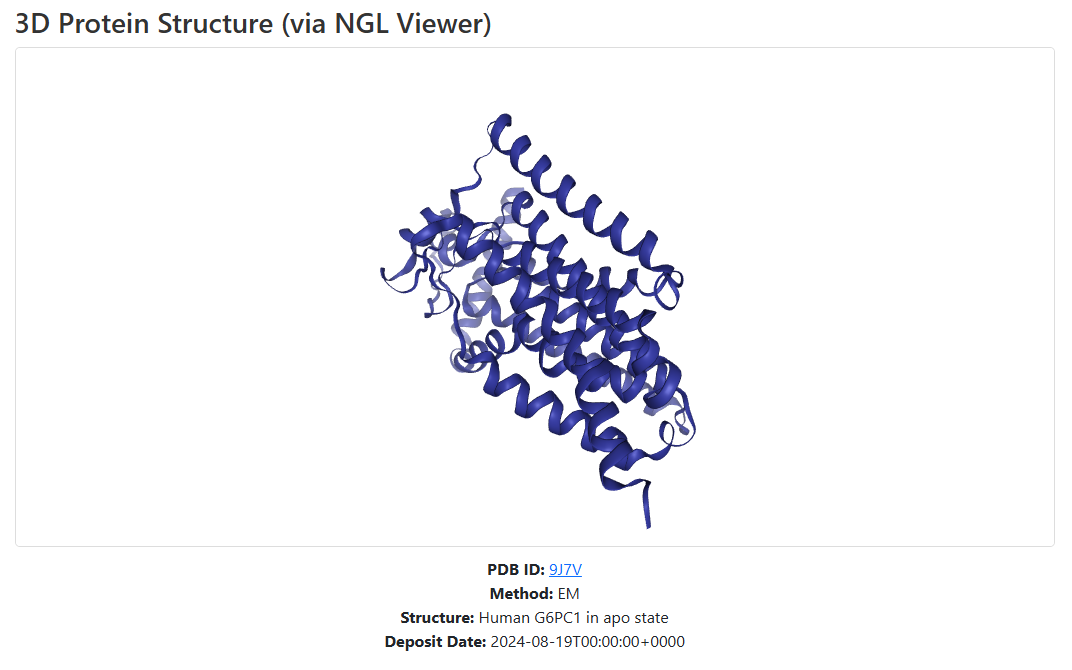 3D Protein Structure (via NGL Viewer)
PDB ID: 9J7V
Method: EM
Structure: Human G6PC1 in apo state
Deposit Date: 2024-08-19T00:00:00+0000